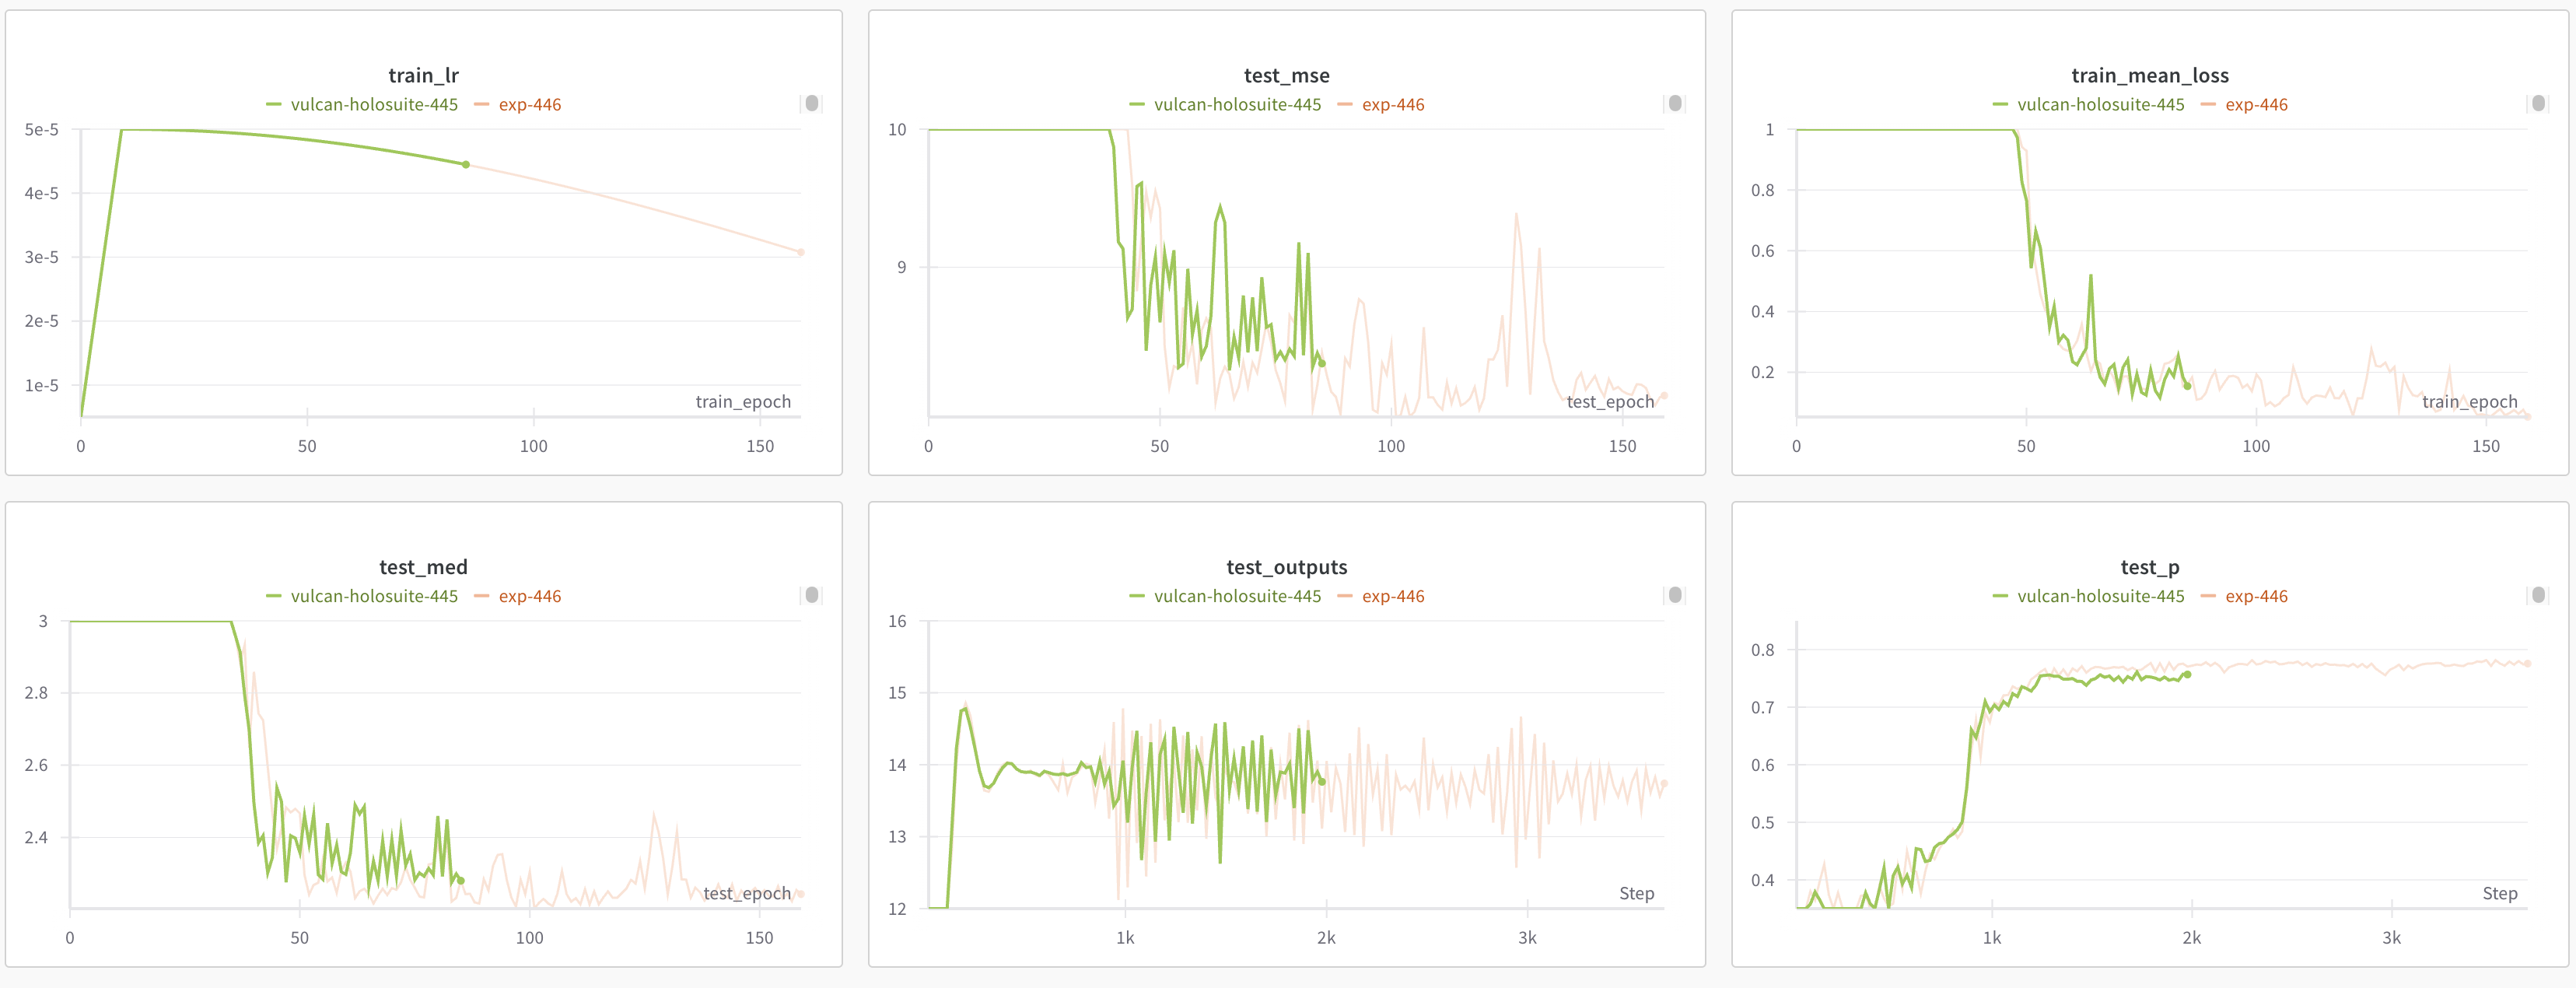 train_lr
vulcan-holosuite-445 exp-446
5e-5
4e-5
3e-5
2e-5
1e-5
train_epoch
0 50 100 150
test_mse
vulcan-holosuite-445 exp-446
10
9
test_epoch
0 50 100 150
train_mean_loss
vulcan-holosuite-445 exp-446
1
0.8
0.6
0.4
0.2
train_epoch
0 50 100 150
test_med
vulcan-holosuite-445 exp-446
3
2.8
2.6
2.4
test_epoch
0 50 100 150
test_outputs
vulcan-holosuite-445 exp-446
16
15
14
13
12
Step
1k 2k 3k
test_p
vulcan-holosuite-445 exp-446
0.8
0.7
0.6
0.5
0.4
Step
1k 2k 3k